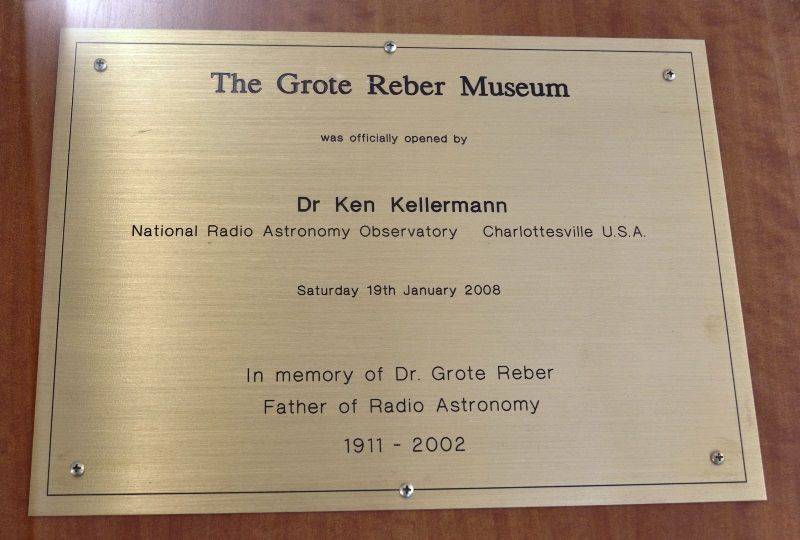 The Grote Reber Museum
was officially opened by
Dr Ken Kellermann
National Radio Astronomy Observatory Charlottesville U.S.A.
Saturday 19th January 2008
In memory of Dr. Grote Reber
Father of Radio Astronomy
1911 - 2002